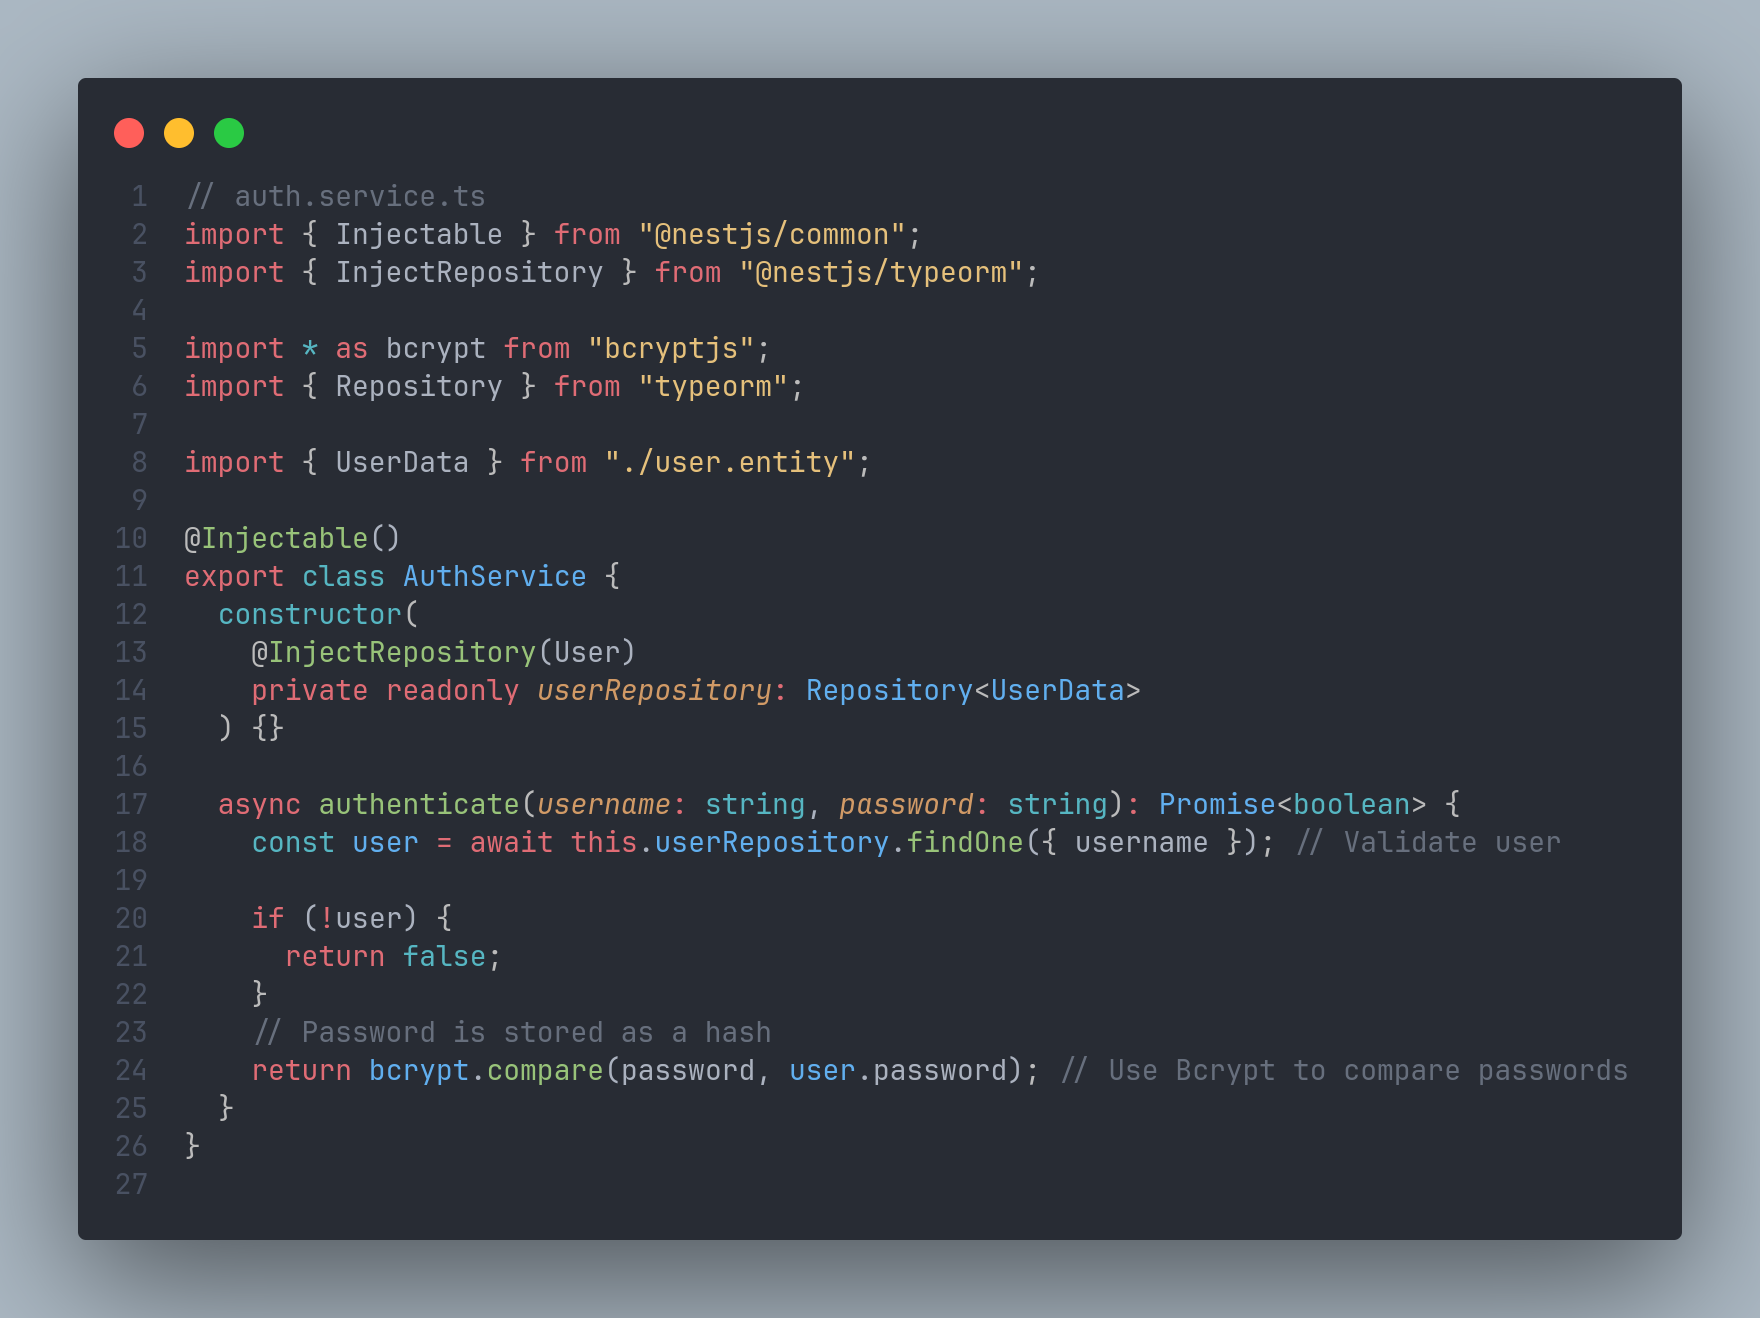 1 // auth.service.ts
2 import { Injectable } from "@nestjs/common";
3 import { InjectRepository } from "@nestjs/typeorm";
4
5 import * as bcrypt from "bcryptjs";
6 import { Repository } from "typeorm";
7
8 import { UserData } from "./user.entity";
9
10 @Injectable()
11 export class AuthService {
12   constructor(
13     @InjectRepository(User)
14     private readonly userRepository: Repository<UserData>
15   ) {}
16
17   async authenticate(username: string, password: string): Promise<boolean> {
18     const user = await this.userRepository.findOne({ username }); // Validate user
19
20     if (!user) {
21       return false;
22     }
23     // Password is stored as a hash
24     return bcrypt.compare(password, user.password); // Use Bcrypt to compare passwords
25   }
26 }
27